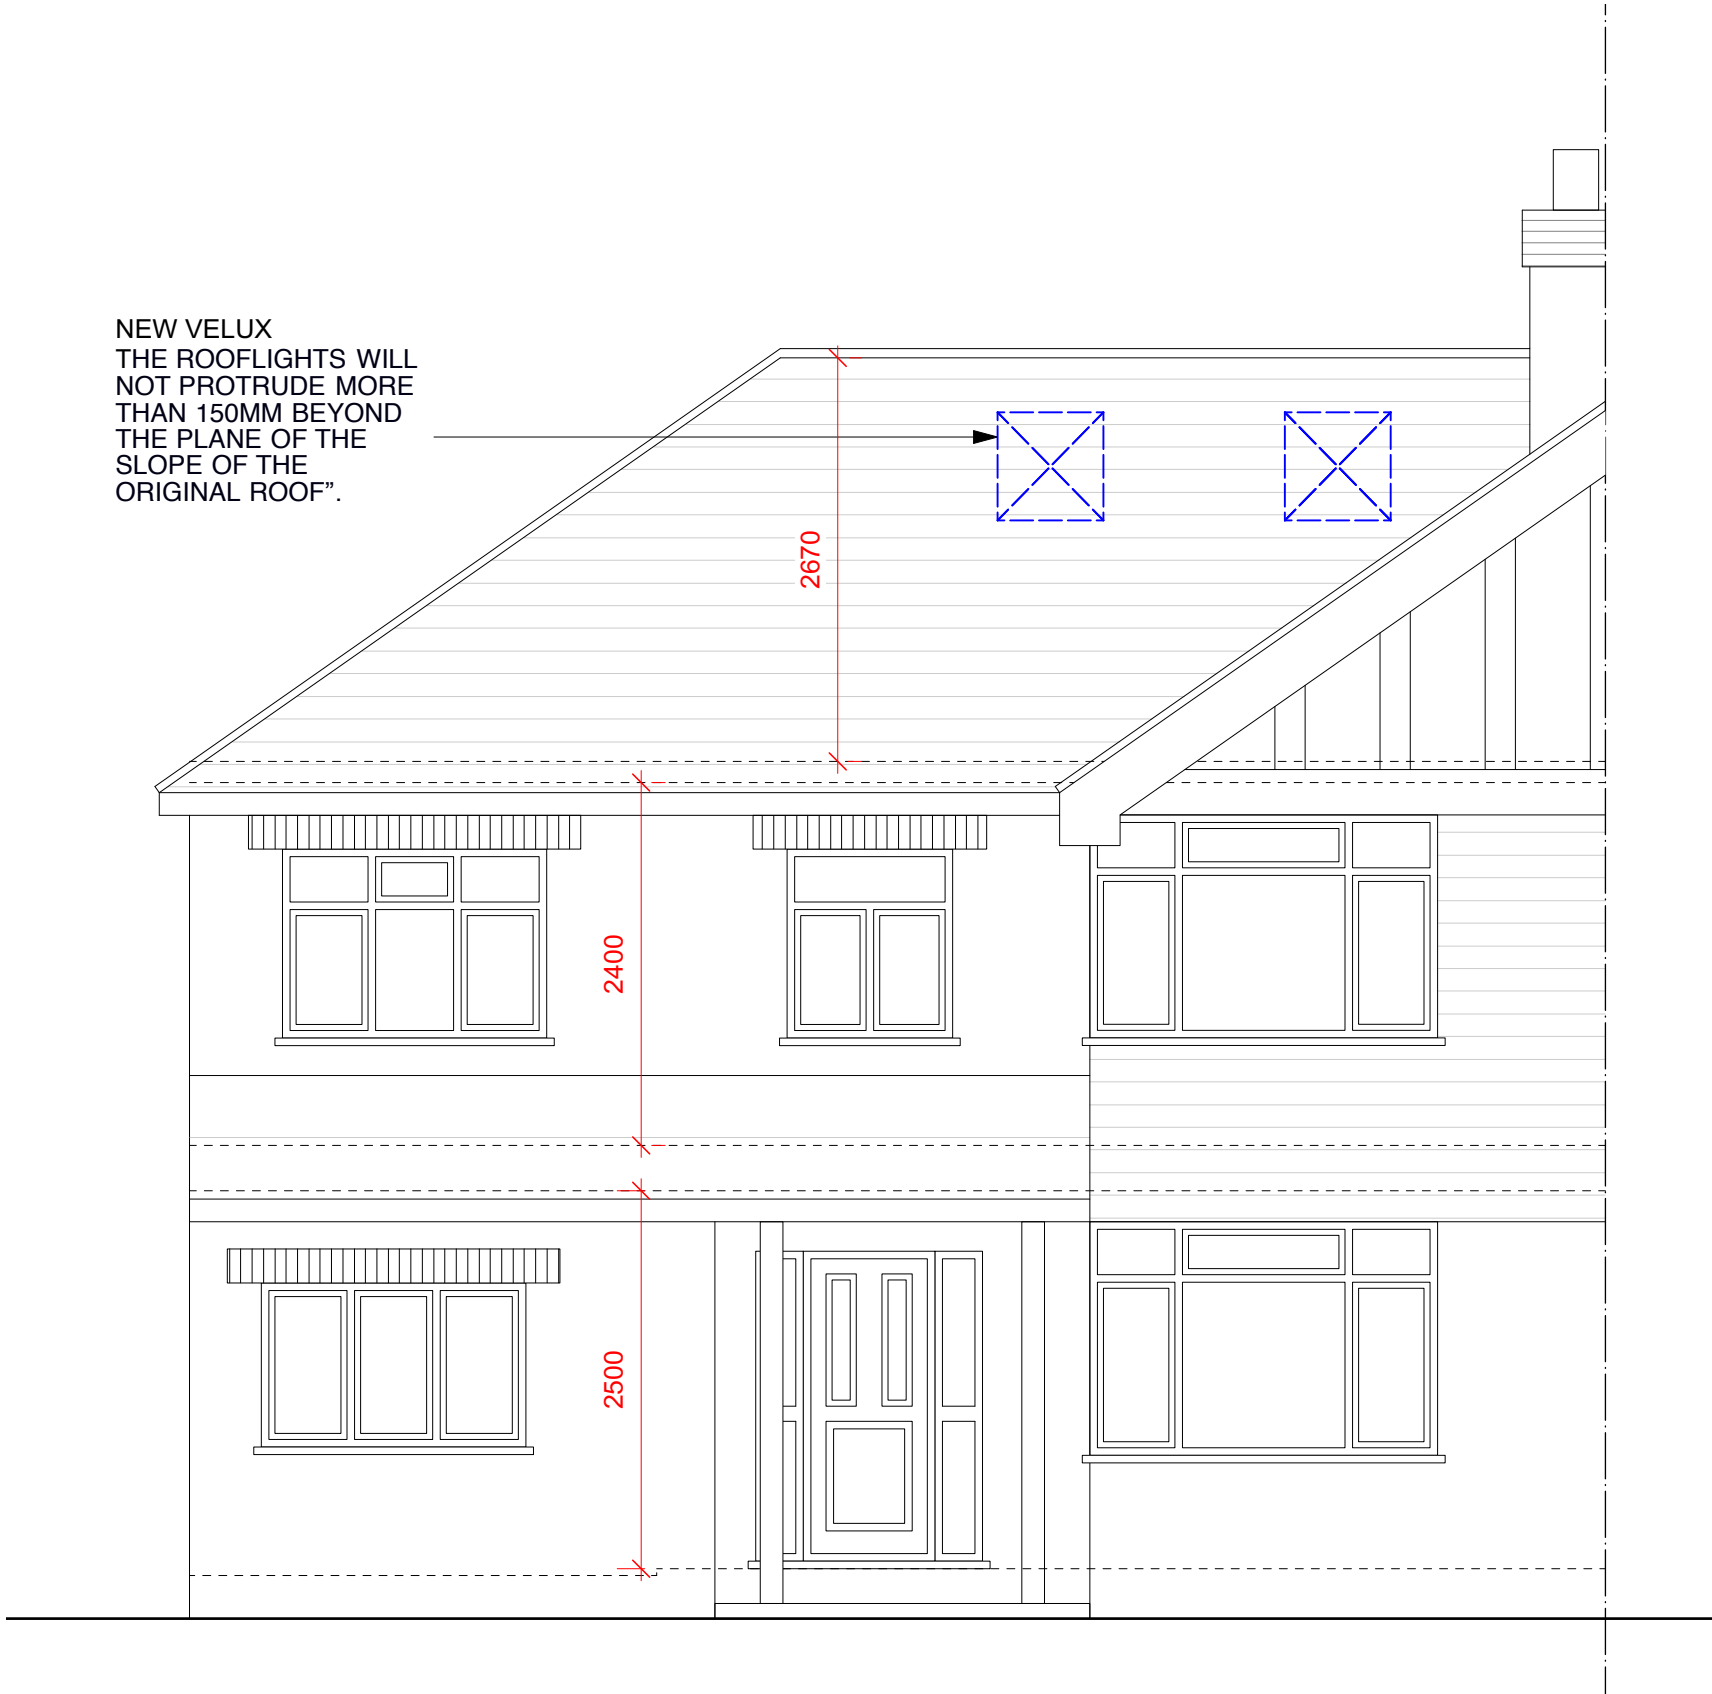 NEW VELUX
THE ROOFLIGHTS WILL
NOT PROTRUDE MORE
THAN 150MM BEYOND
THE PLANE OF THE
SLOPE OF THE
ORIGINAL ROOF”.
2670
2400
2500